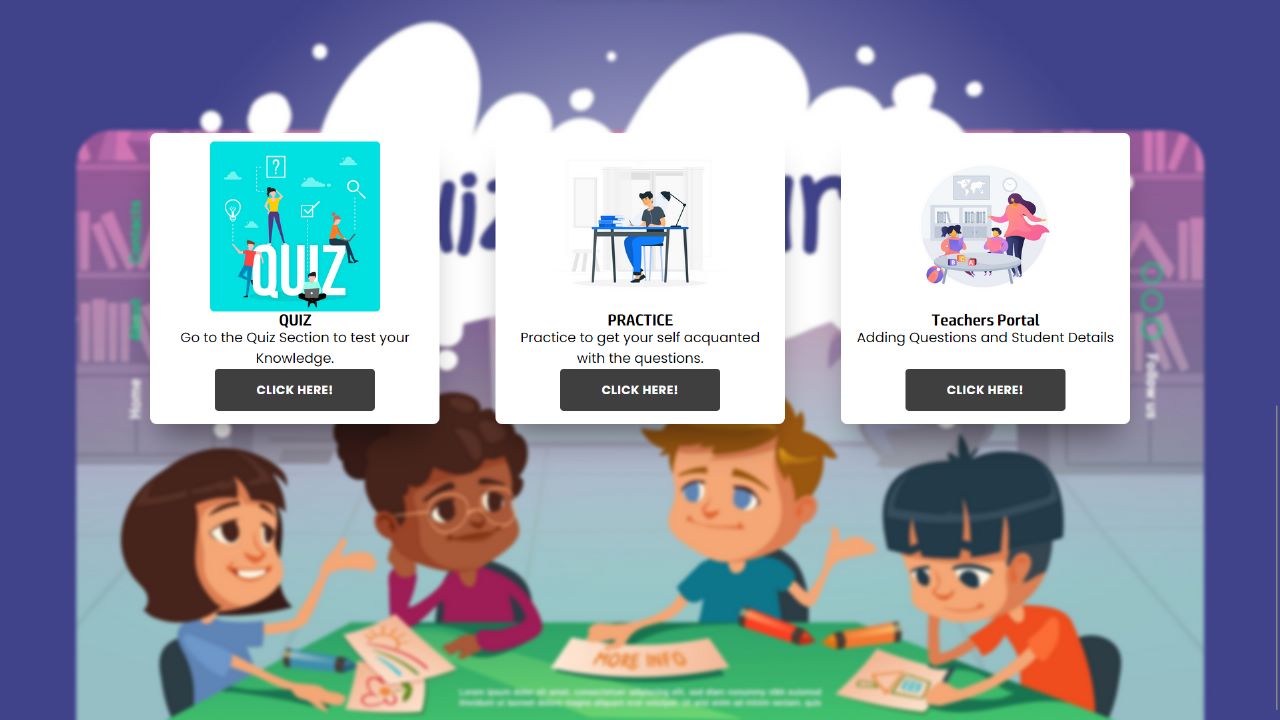 QUIZ
QUIZ
Go to the Quiz Section to test your
Knowledge.
CLICK HERE!
PRACTICE
Practice to get your self acquanted
with the questions.
CLICK HERE!
Teachers Portal
Adding Questions and Student Details
CLICK HERE!
Contacts
About
Home
Follow us
MORE INFO